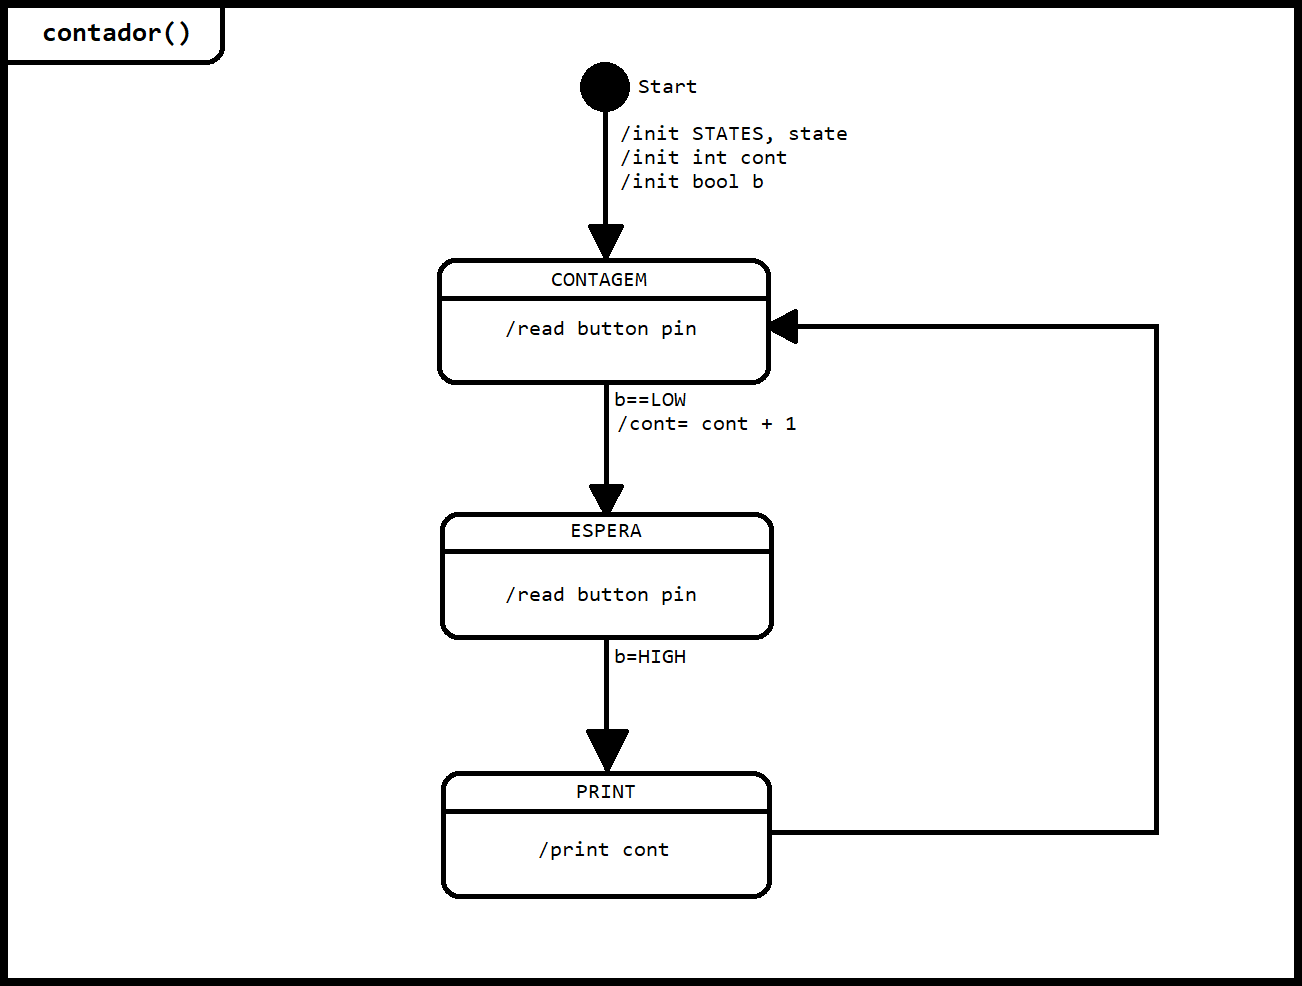 contador()
Start
/init STATES, state
/init int cont
/init bool b
CONTAGEM
/read button pin
b==LOW
/cont= cont + 1
ESPERA
/read button pin
b=HIGH
PRINT
/print cont